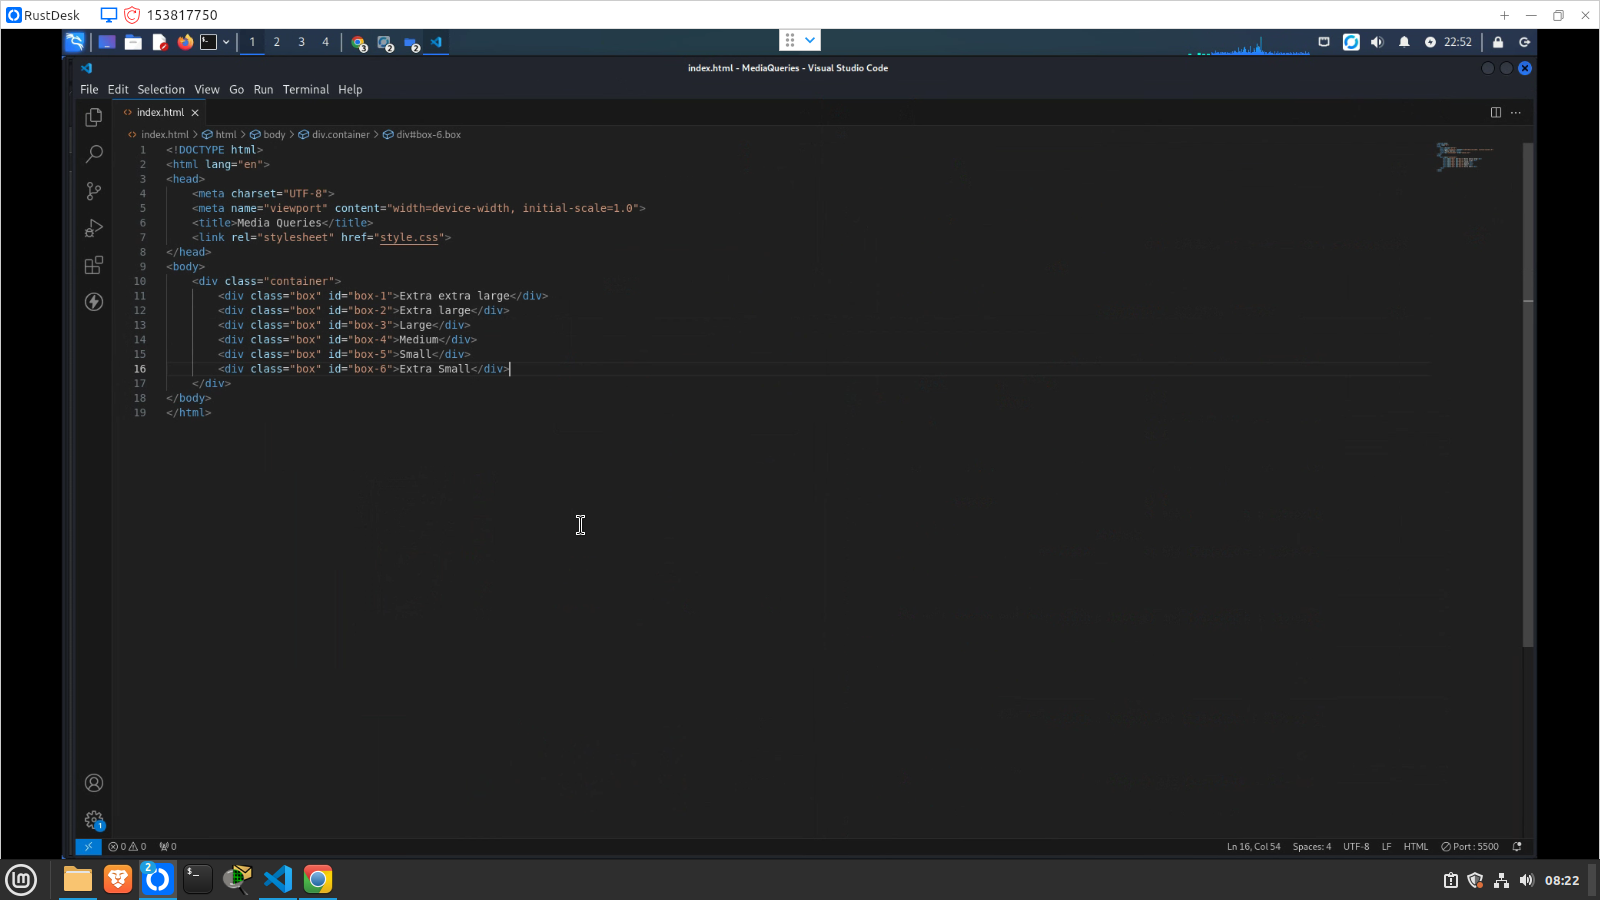 RustDesk 153817750
1 2 3 4 3 2 2 22:52
index.html - MediaQueries - Visual Studio Code
File Edit Selection View Go Run Terminal Help
<> index.html ×
<> index.html > html > body > div.container > div#box-6.box
1 <!DOCTYPE html>
2 <html lang="en">
3 <head>
4 <meta charset="UTF-8">
5 <meta name="viewport" content="width=device-width, initial-scale=1.0">
6 <title>Media Queries</title>
7 <link rel="stylesheet" href="style.css">
8 </head>
9 <body>
10 <div class="container">
11 <div class="box" id="box-1">Extra extra large</div>
12 <div class="box" id="box-2">Extra large</div>
13 <div class="box" id="box-3">Large</div>
14 <div class="box" id="box-4">Medium</div>
15 <div class="box" id="box-5">Small</div>
16 <div class="box" id="box-6">Extra Small</div>
17 </div>
18 </body>
19 </html>
1
0 0 0 Ln 16, Col 54 Spaces: 4 UTF-8 LF HTML Port : 5500
2 08:22